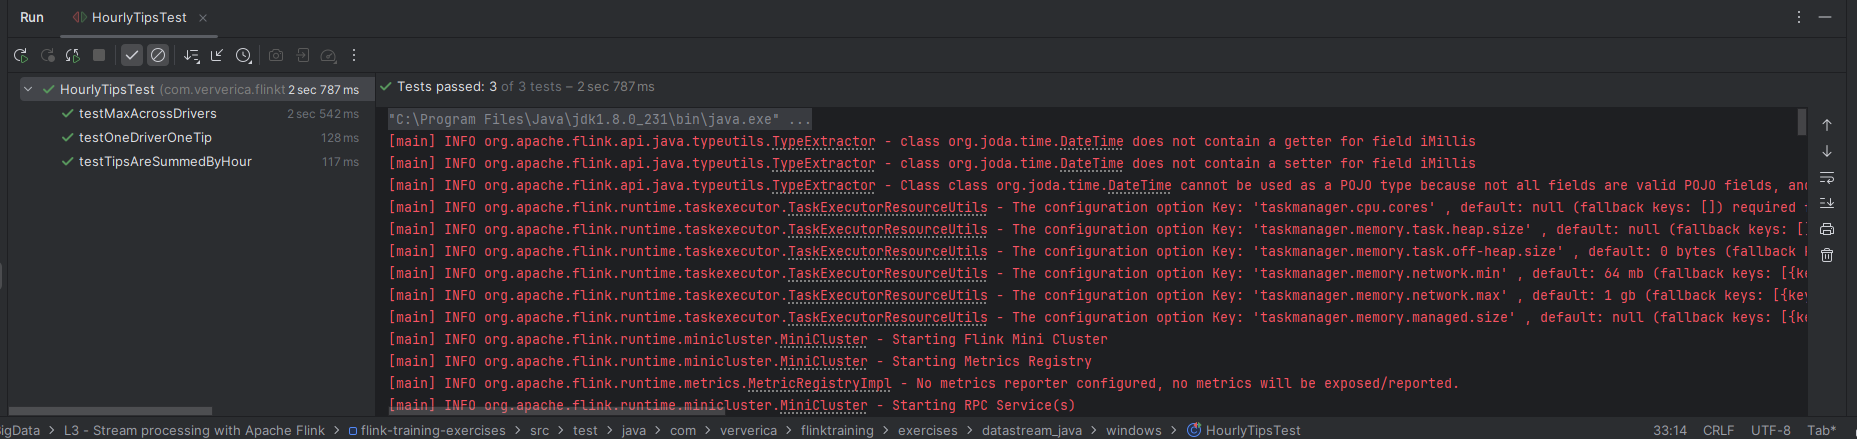 Run HourlyTipsTest
HourlyTipsTest (com.ververica.flinkt 2 sec 787 ms
testMaxAcrossDrivers 2 sec 542 ms
testOneDriverOneTip 128 ms
testTipsAreSummedByHour 117 ms
Tests passed: 3 of 3 tests – 2 sec 787 ms
"C:\Program Files\Java\jdk1.8.0_231\bin\java.exe" ...
[main] INFO org.apache.flink.api.java.typeutils.TypeExtractor - class org.joda.time.DateTime does not contain a getter for field iMillis
[main] INFO org.apache.flink.api.java.typeutils.TypeExtractor - class org.joda.time.DateTime does not contain a setter for field iMillis
[main] INFO org.apache.flink.api.java.typeutils.TypeExtractor - Class class org.joda.time.DateTime cannot be used as a POJO type because not all fields are valid POJO fields, and
[main] INFO org.apache.flink.runtime.taskexecutor.TaskExecutorResourceUtils - The configuration option Key: 'taskmanager.cpu.cores' , default: null (fallback keys: []) required
[main] INFO org.apache.flink.runtime.taskexecutor.TaskExecutorResourceUtils - The configuration option Key: 'taskmanager.memory.task.heap.size' , default: null (fallback keys: [
[main] INFO org.apache.flink.runtime.taskexecutor.TaskExecutorResourceUtils - The configuration option Key: 'taskmanager.memory.task.off-heap.size' , default: 0 bytes (fallback
[main] INFO org.apache.flink.runtime.taskexecutor.TaskExecutorResourceUtils - The configuration option Key: 'taskmanager.memory.network.min' , default: 64 mb (fallback keys: [{key
[main] INFO org.apache.flink.runtime.taskexecutor.TaskExecutorResourceUtils - The configuration option Key: 'taskmanager.memory.network.max' , default: 1 gb (fallback keys: [{key
[main] INFO org.apache.flink.runtime.taskexecutor.TaskExecutorResourceUtils - The configuration option Key: 'taskmanager.memory.managed.size' , default: null (fallback keys: [{ke
[main] INFO org.apache.flink.runtime.minicluster.MiniCluster - Starting Flink Mini Cluster
[main] INFO org.apache.flink.runtime.minicluster.MiniCluster - Starting Metrics Registry
[main] INFO org.apache.flink.runtime.metrics.MetricRegistryImpl - No metrics reporter configured, no metrics will be exposed/reported.
[main] INFO org.apache.flink.runtime.minicluster.MiniCluster - Starting RPC Service(s)
igData > L3 - Stream processing with Apache Flink > flink-training-exercises > src > test > java > com > ververica > flinktraining > exercises > datastream_java > windows > HourlyTipsTest 33:14 CRLF UTF-8 Tab*